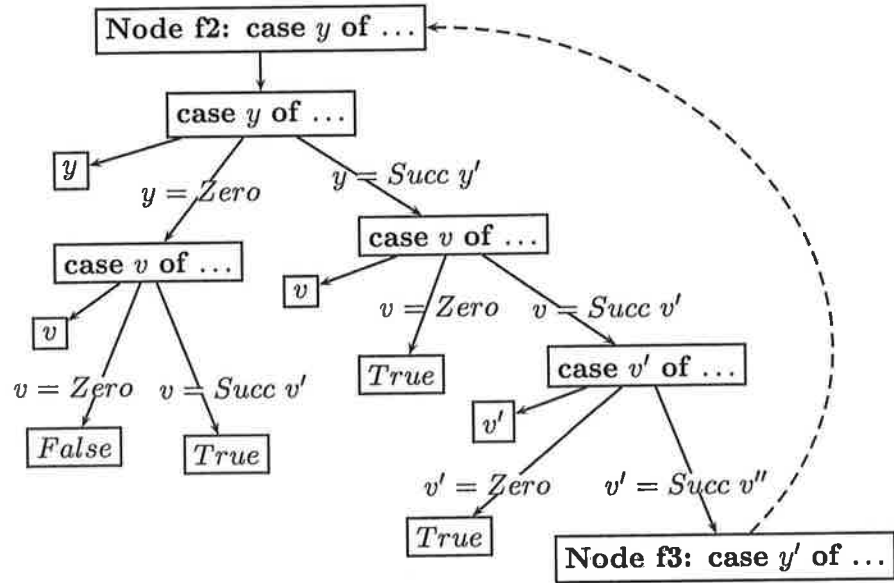 Node f2: case y of ...
case y of ...
y
y = Zero
y = Succ y′
case v of ...
case v of ...
v
v
v = Zero
v = Succ v′
v = Zero
v = Succ v′
True
case v′ of ...
v′
False
True
v′ = Zero
v′ = Succ v″
True
Node f3: case y′ of ...